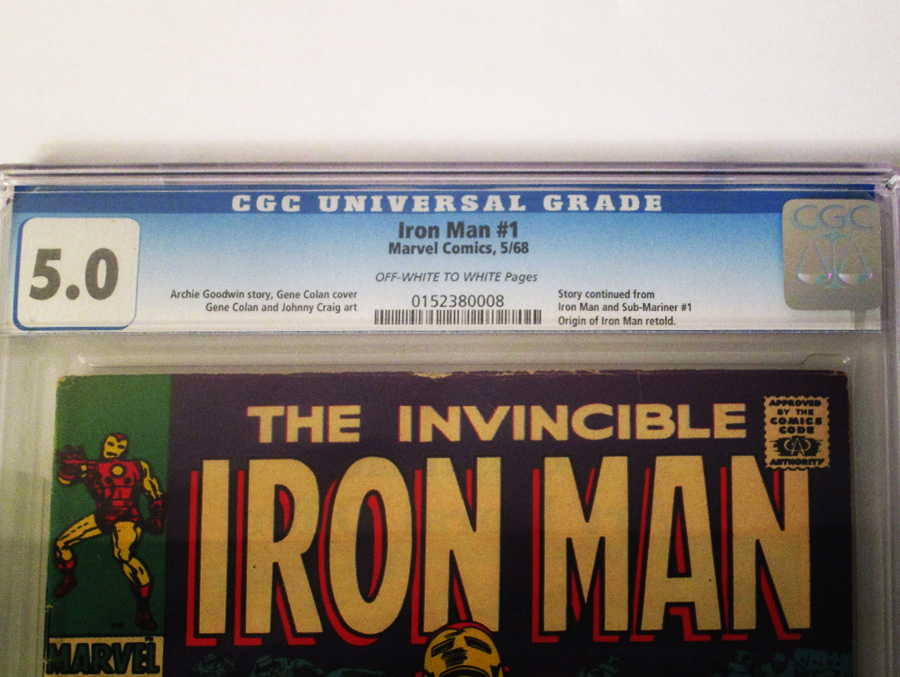 CGC UNIVERSAL GRADE
5.0
Iron Man #1
Marvel Comics, 5/68
OFF-WHITE TO WHITE Pages
Archie Goodwin story, Gene Colan cover
Gene Colan and Johnny Craig art
0152380008
Story continued from
Iron Man and Sub-Mariner #1
Origin of Iron Man retold.
CGC
THE INVINCIBLE
IRON MAN
APPROVED
BY THE
COMICS
CODE
CA
AUTHORITY
MARVEL